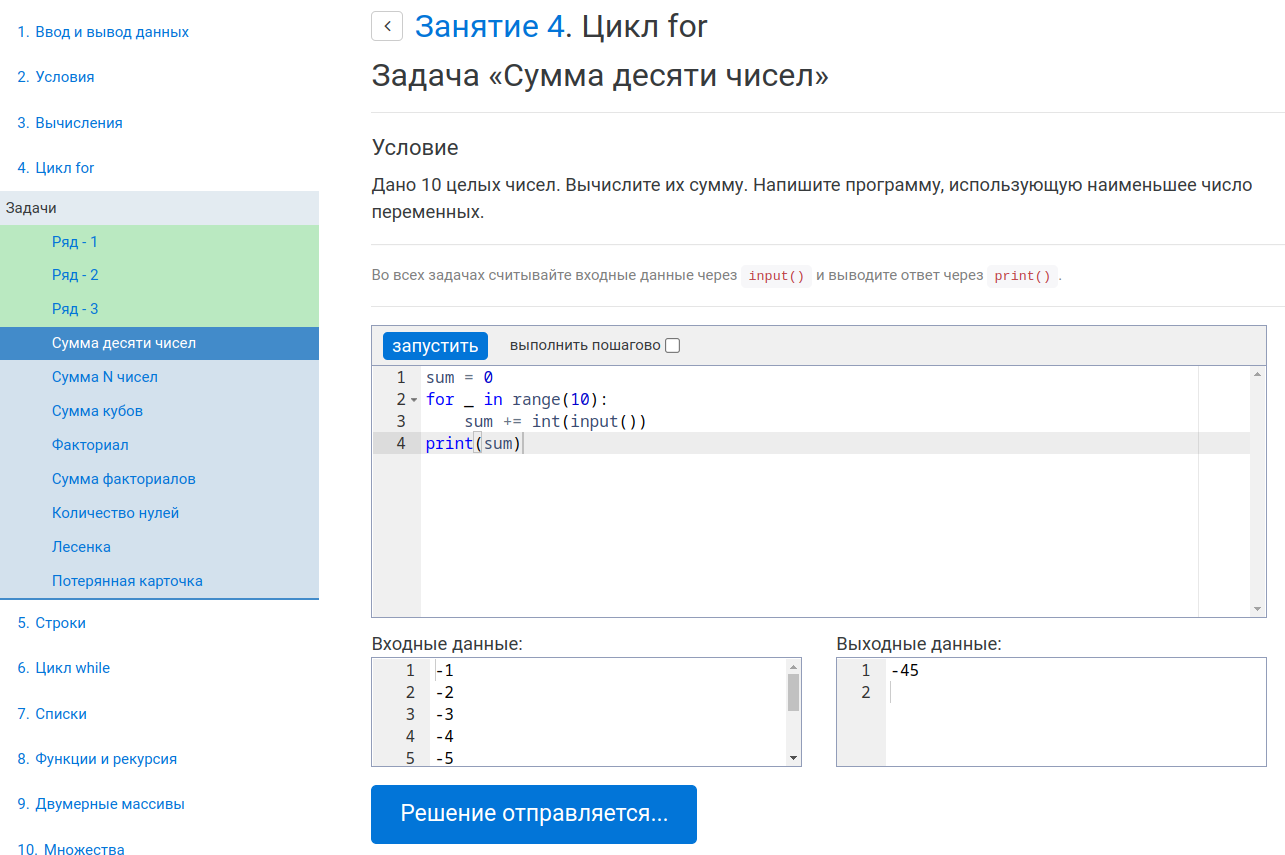 1. Ввод и вывод данных
2. Условия
3. Вычисления
4. Цикл for
Задачи
Ряд - 1
Ряд - 2
Ряд - 3
Сумма десяти чисел
Сумма N чисел
Сумма кубов
Факториал
Сумма факториалов
Количество нулей
Лесенка
Потерянная карточка
5. Строки
6. Цикл while
7. Списки
8. Функции и рекурсия
9. Двумерные массивы
10. Множества
Занятие 4. Цикл for
Задача «Сумма десяти чисел»
Условие
Дано 10 целых чисел. Вычислите их сумму. Напишите программу, использующую наименьшее число
переменных.
Во всех задачах считывайте входные данные через input() и выводите ответ через print().
запустить выполнить пошагово
1 sum = 0
2 for _ in range(10):
3     sum += int(input())
4 print(sum)
Входные данные:
1 -1
2 -2
3 -3
4 -4
5 -5
Выходные данные:
1 -45
2
Решение отправляется...